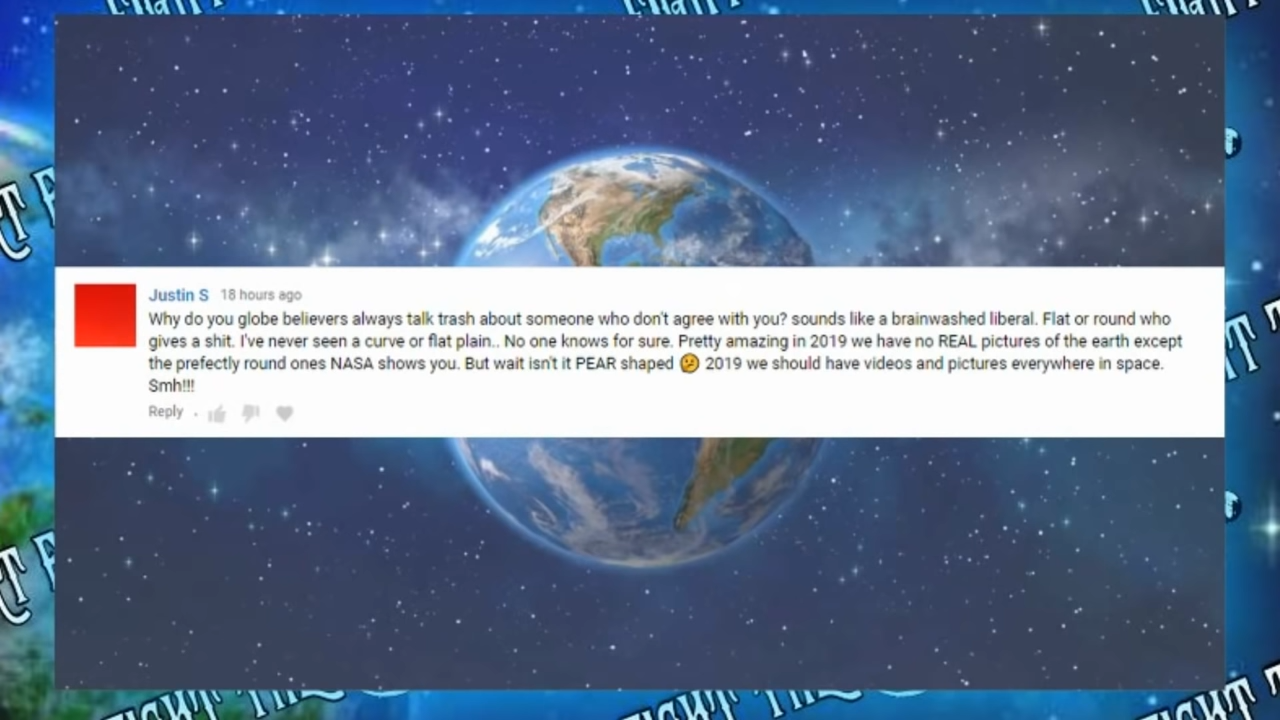 Justin S 18 hours ago
Why do you globe believers always talk trash about someone who don't agree with you? sounds like a brainwashed liberal. Flat or round who
gives a shit. I've never seen a curve or flat plain.. No one knows for sure. Pretty amazing in 2019 we have no REAL pictures of the earth except
the prefectly round ones NASA shows you. But wait isn't it PEAR shaped 😕 2019 we should have videos and pictures everywhere in space.
Smh!!!
Reply